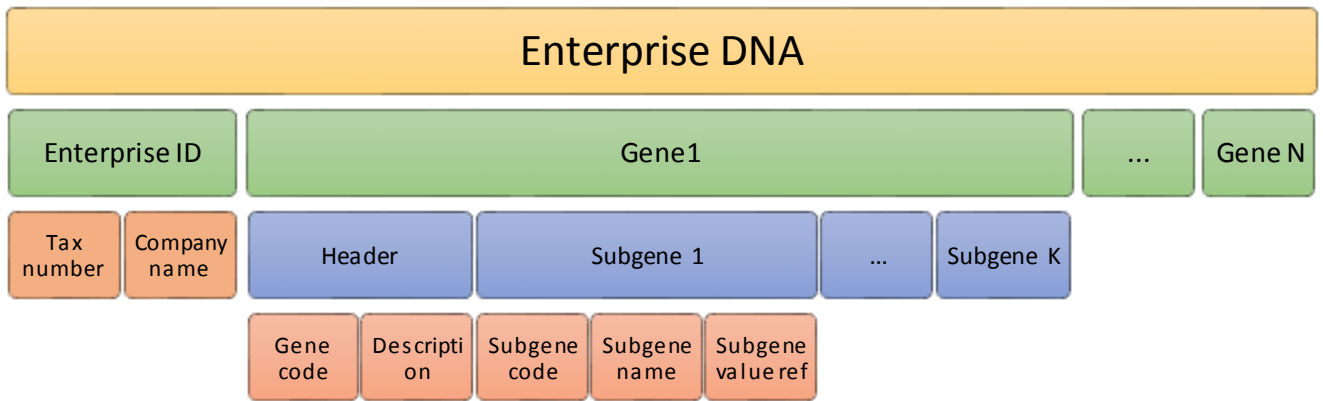 Enterprise DNA
Enterprise ID
Gene1
...
Gene N
Tax
number
Company
name
Header
Subgene 1
...
Subgene K
Gene
code
Descripti
on
Subgene
code
Subgene
name
Subgene
value ref